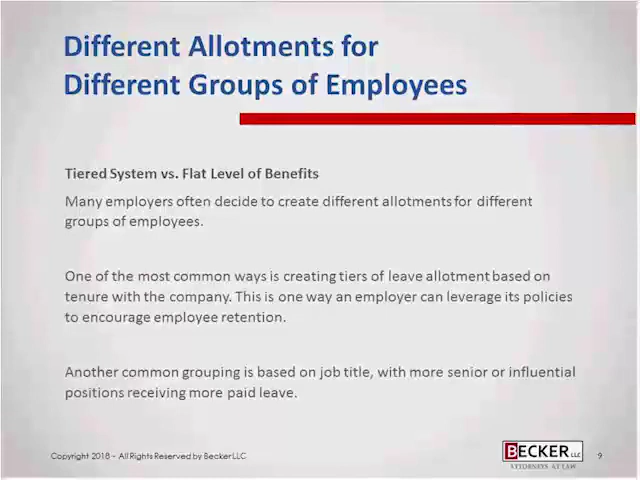 Different Allotments for
Different Groups of Employees
Tiered System vs. Flat Level of Benefits
Many employers often decide to create different allotments for different
groups of employees.
One of the most common ways is creating tiers of leave allotment based on
tenure with the company. This is one way an employer can leverage its policies
to encourage employee retention.
Another common grouping is based on job title, with more senior or influential
positions receiving more paid leave.
Copyright 2018 – All Rights Reserved by Becker LLC
BECKER LLC
ATTORNEYS AT LAW
9